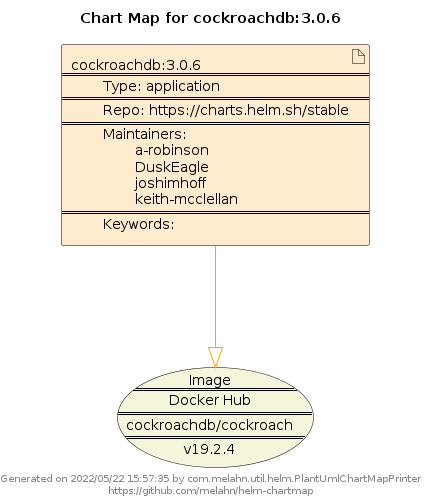 Chart Map for cockroachdb:3.0.6
cockroachdb:3.0.6
Type: application
Repo: https://charts.helm.sh/stable
Maintainers:
a-robinson
DuskEagle
joshimhoff
keith-mcclellan
Keywords:
Image
Docker Hub
cockroachdb/cockroach
v19.2.4
Generated on 2022/05/22 15:57:35 by com.melahn.util.helm.PlantUmlChartMapPrinter
https://github.com/melahn/helm-chartmap